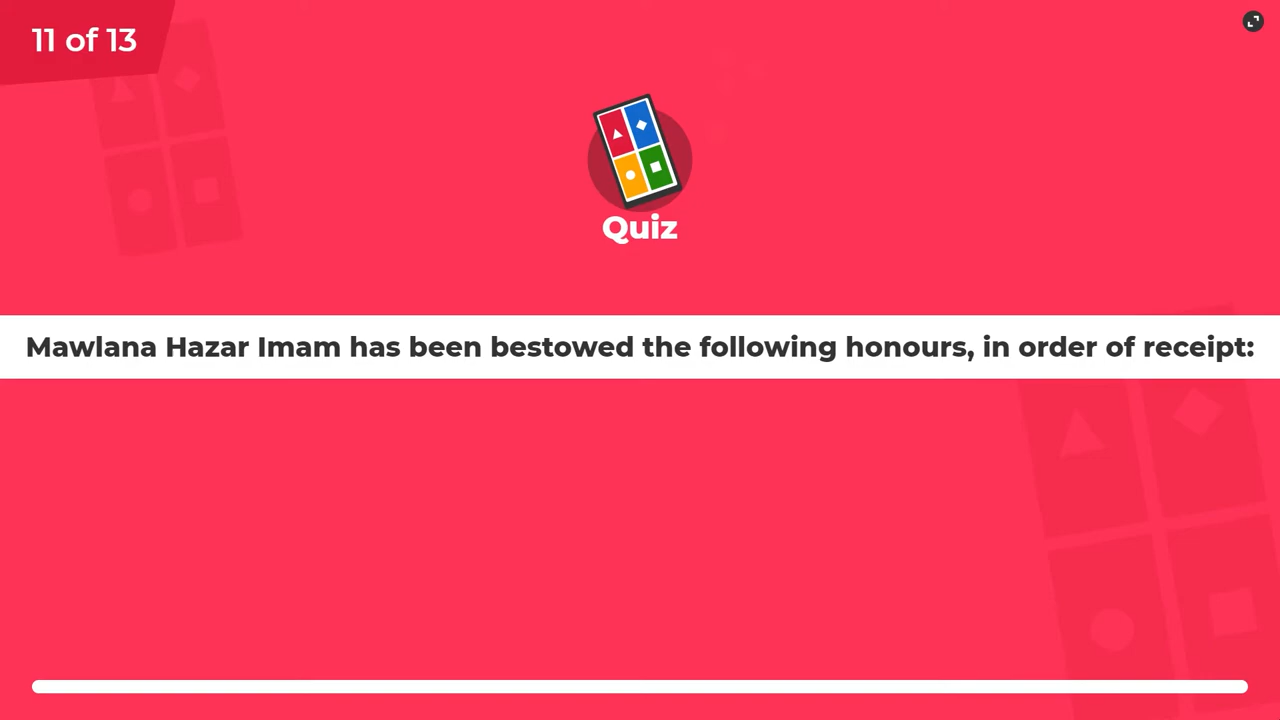 11 of 13
Quiz
Mawlana Hazar Imam has been bestowed the following honours, in order of receipt: